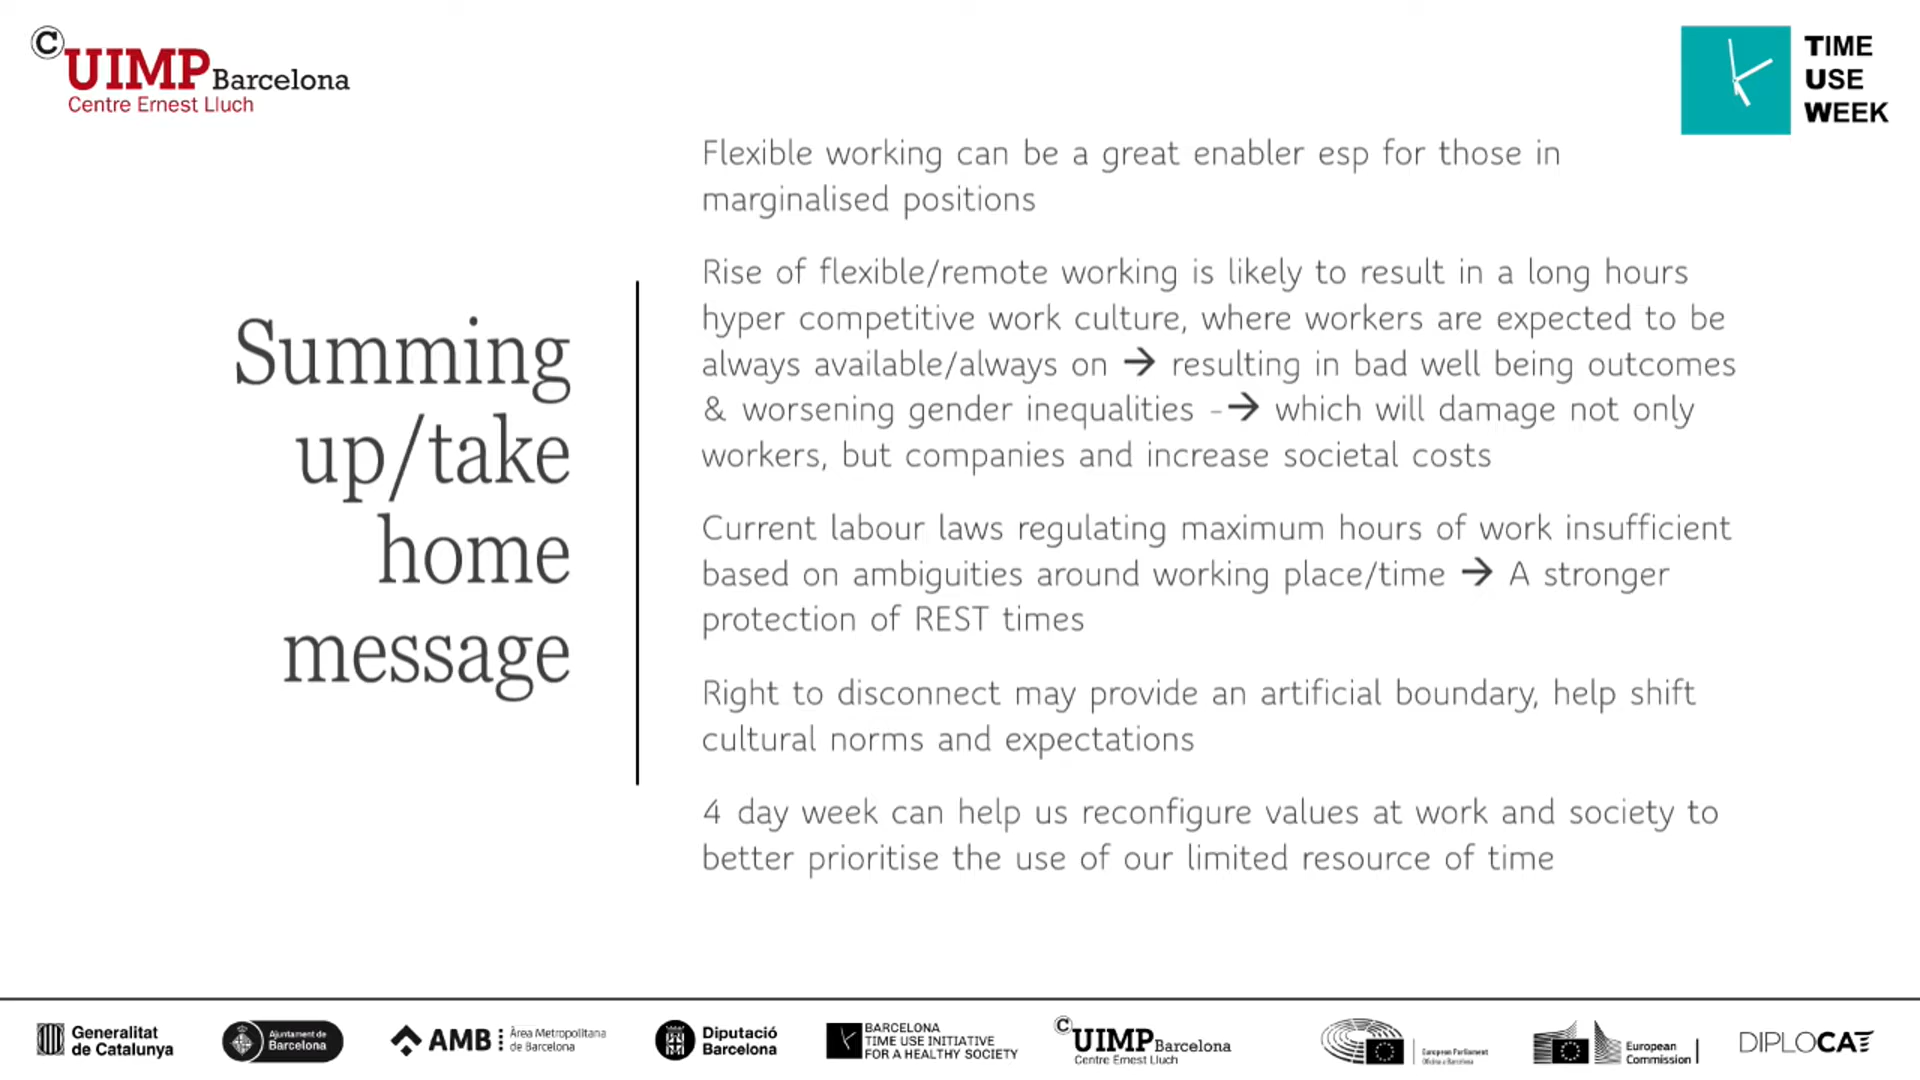 ©
UIMP Barcelona
Centre Ernest Lluch
TIME
USE
WEEK
Summing
up/take
home
message
Flexible working can be a great enabler esp for those in
marginalised positions
Rise of flexible/remote working is likely to result in a long hours
hyper competitive work culture, where workers are expected to be
always available/always on → resulting in bad well being outcomes
& worsening gender inequalities -→ which will damage not only
workers, but companies and increase societal costs
Current labour laws regulating maximum hours of work insufficient
based on ambiguities around working place/time → A stronger
protection of REST times
Right to disconnect may provide an artificial boundary, help shift
cultural norms and expectations
4 day week can help us reconfigure values at work and society to
better prioritise the use of our limited resource of time
Generalitat
de Catalunya
Ajuntament de
Barcelona
AMB Àrea Metropolitana
de Barcelona
Diputació
Barcelona
BARCELONA
TIME USE INITIATIVE
FOR A HEALTHY SOCIETY
©
UIMP Barcelona
Centre Ernest Lluch
European Parliament
Oficina a Barcelona
European
Commission
DIPLOCAT